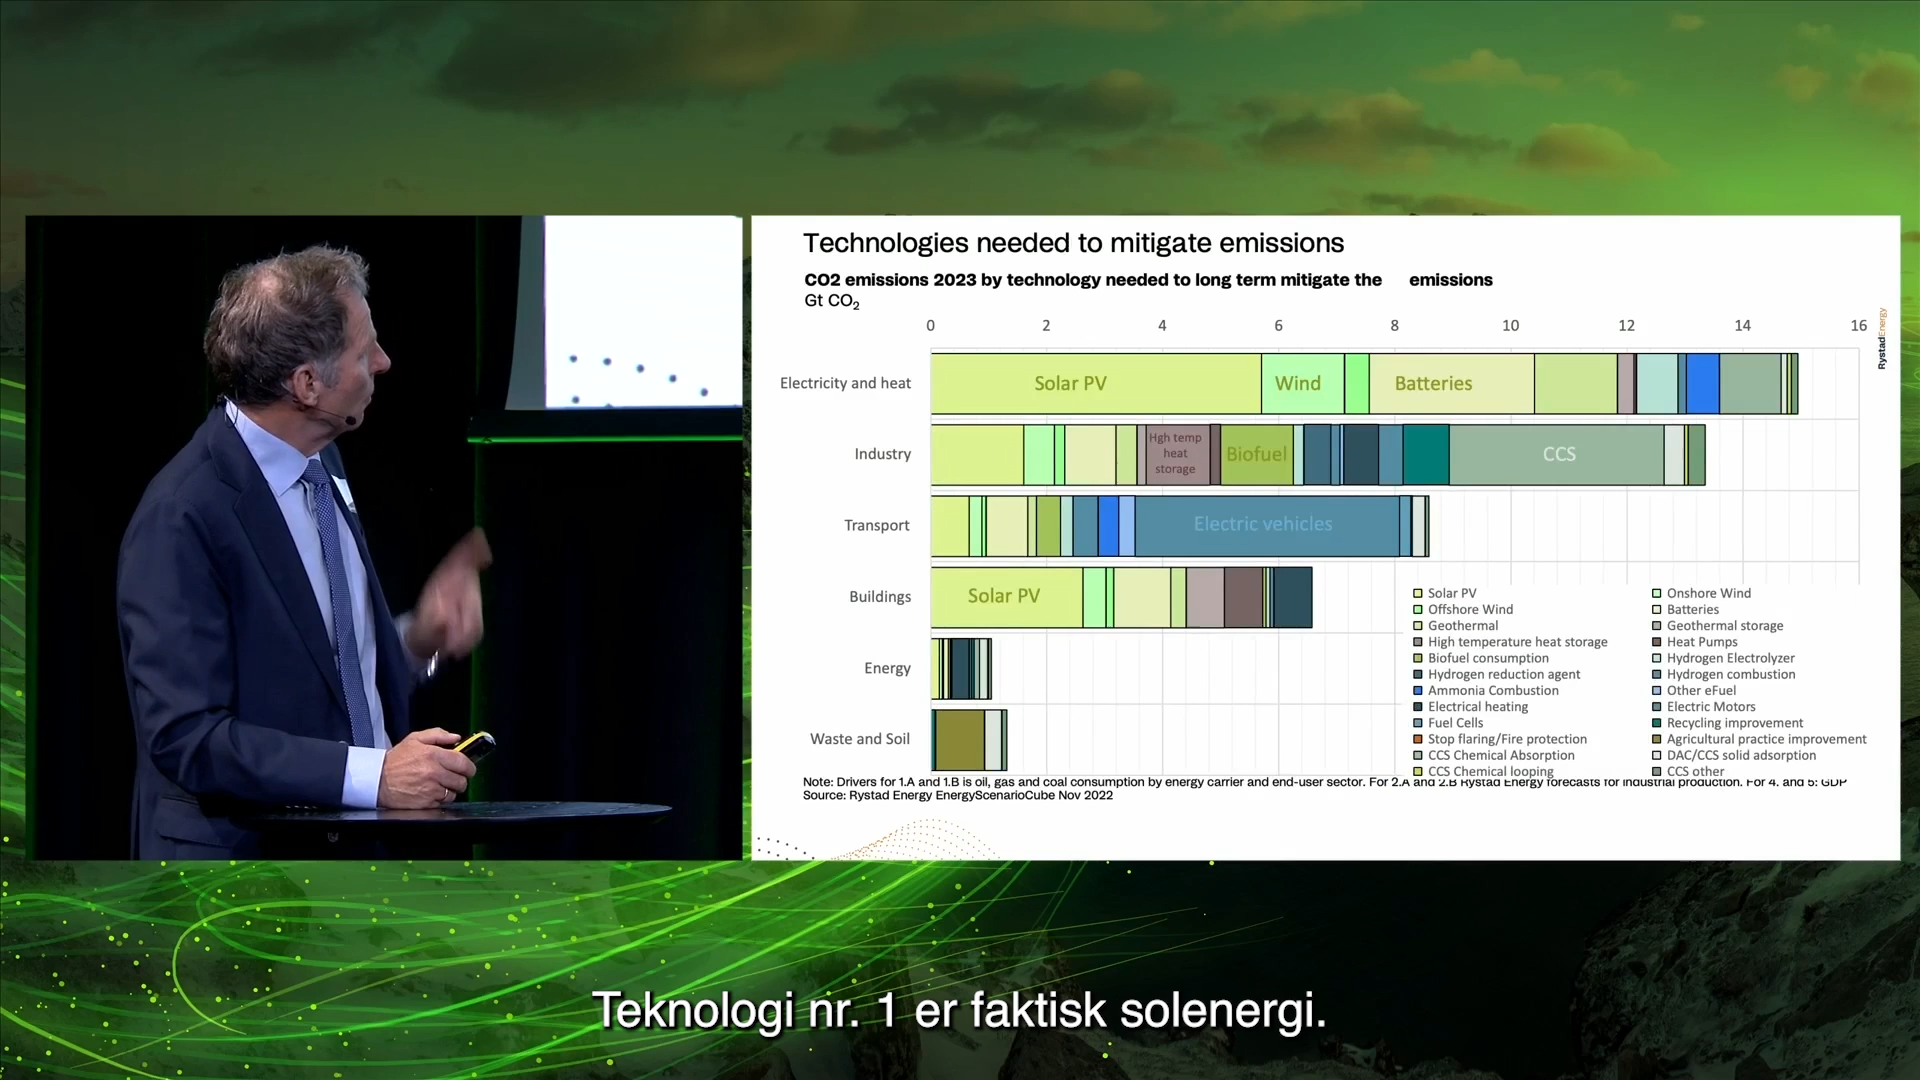 Technologies needed to mitigate emissions
CO2 emissions 2023 by technology needed to long term mitigate the emissions
Gt CO2
0 2 4 6 8 10 12 14 16
RystadEnergy
Electricity and heat
Solar PV
Wind
Batteries
Industry
Hgh temp
heat
storage
Biofuel
CCS
Transport
Electric vehicles
Buildings
Solar PV
Energy
Waste and Soil
Solar PV
Onshore Wind
Offshore Wind
Batteries
Geothermal
Geothermal storage
High temperature heat storage
Heat Pumps
Biofuel consumption
Hydrogen Electrolyzer
Hydrogen reduction agent
Hydrogen combustion
Ammonia Combustion
Other eFuel
Electrical heating
Electric Motors
Fuel Cells
Recycling improvement
Stop flaring/Fire protection
Agricultural practice improvement
CCS Chemical Absorption
DAC/CCS solid adsorption
CCS Chemical looping
CCS other
Note: Drivers for 1.A and 1.B is oil, gas and coal consumption by energy carrier and end-user sector. For 2.A and 2.B Rystad Energy forecasts for industrial production. For 4. and 5: GDP
Source: Rystad Energy EnergyScenarioCube Nov 2022
Teknologi nr. 1 er faktisk solenergi.